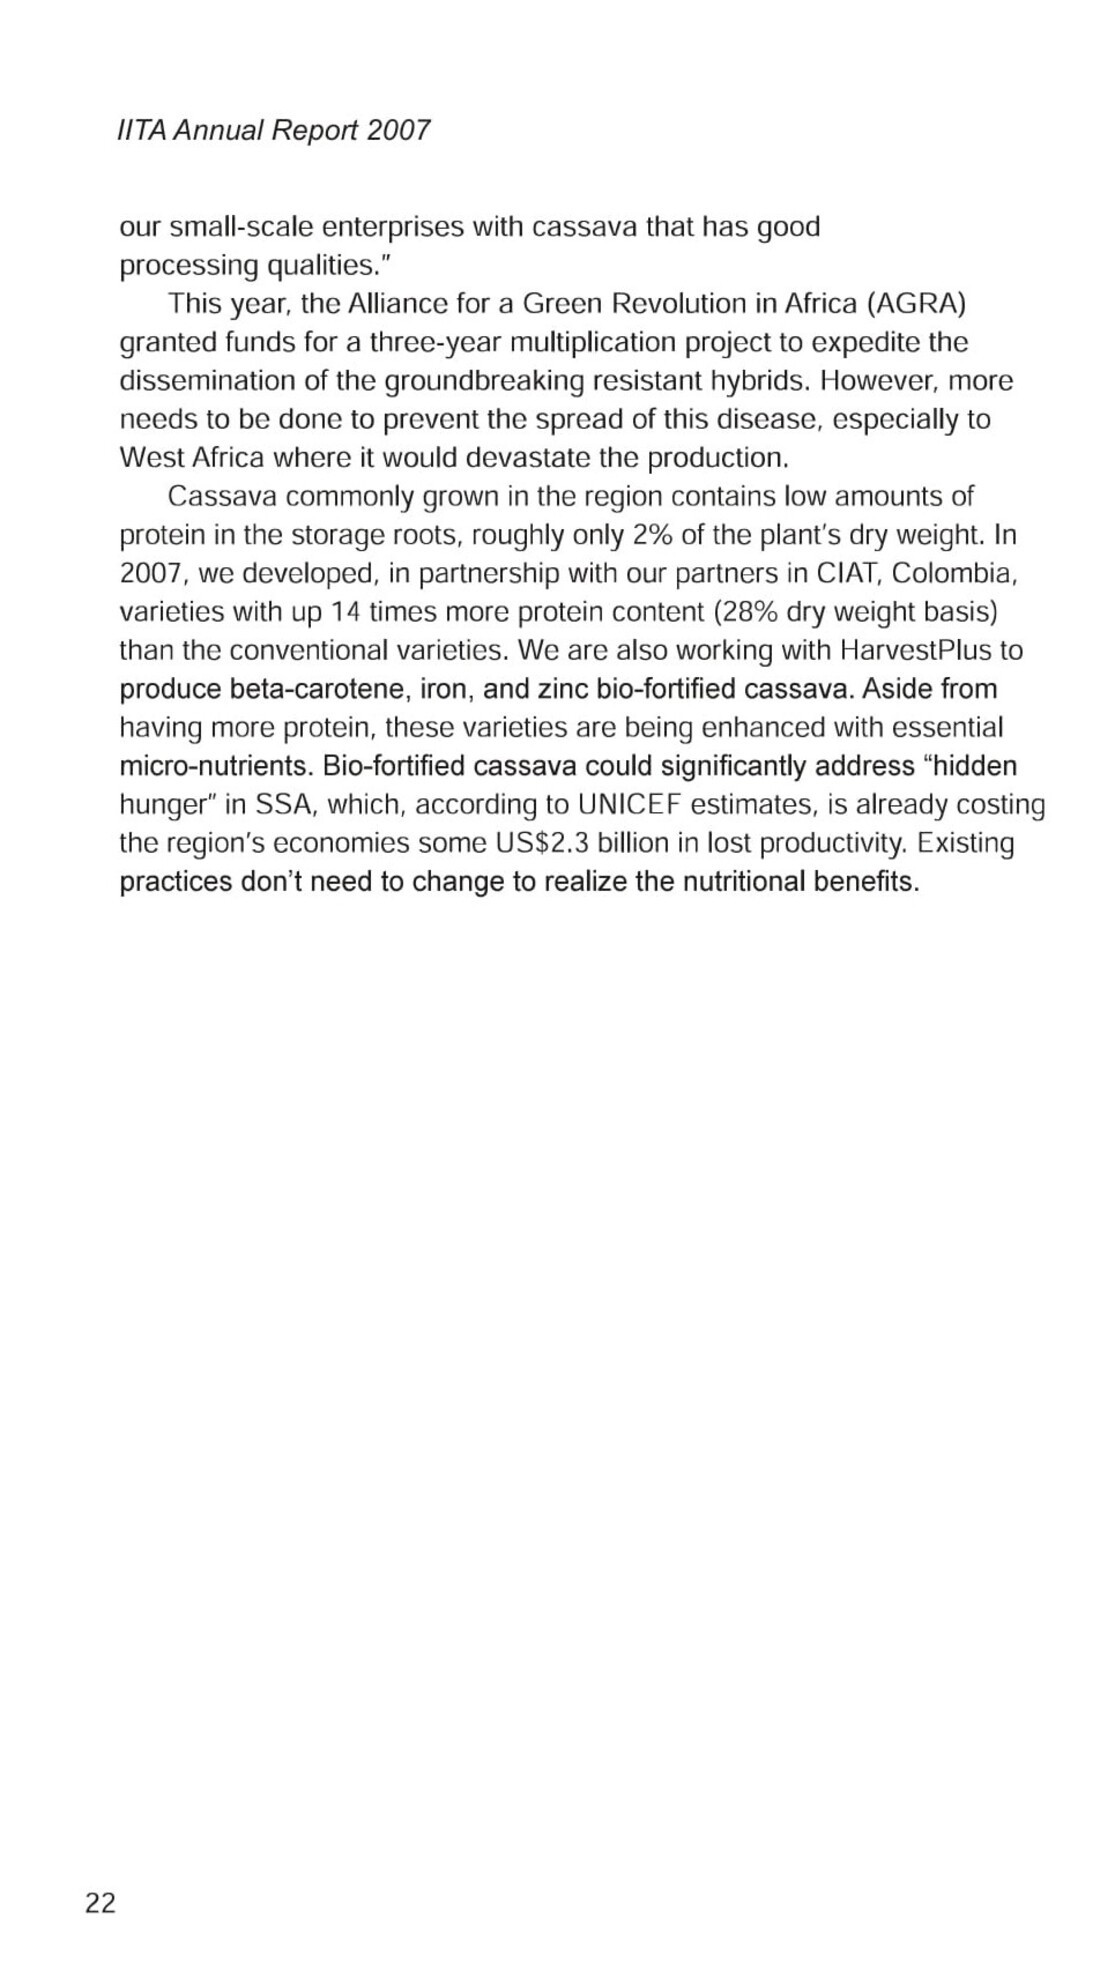 IITA Annual Report 2007
our small-scale enterprises with cassava that has good
processing qualities.”
This year, the Alliance for a Green Revolution in Africa (AGRA)
granted funds for a three-year multiplication project to expedite the
dissemination of the groundbreaking resistant hybrids. However, more
needs to be done to prevent the spread of this disease, especially to
West Africa where it would devastate the production.
Cassava commonly grown in the region contains low amounts of
protein in the storage roots, roughly only 2% of the plant’s dry weight. In
2007, we developed, in partnership with our partners in CIAT, Colombia,
varieties with up 14 times more protein content (28% dry weight basis)
than the conventional varieties. We are also working with HarvestPlus to
produce beta-carotene, iron, and zinc bio-fortified cassava. Aside from
having more protein, these varieties are being enhanced with essential
micro-nutrients. Bio-fortified cassava could significantly address “hidden
hunger” in SSA, which, according to UNICEF estimates, is already costing
the region’s economies some US$2.3 billion in lost productivity. Existing
practices don’t need to change to realize the nutritional benefits.
22